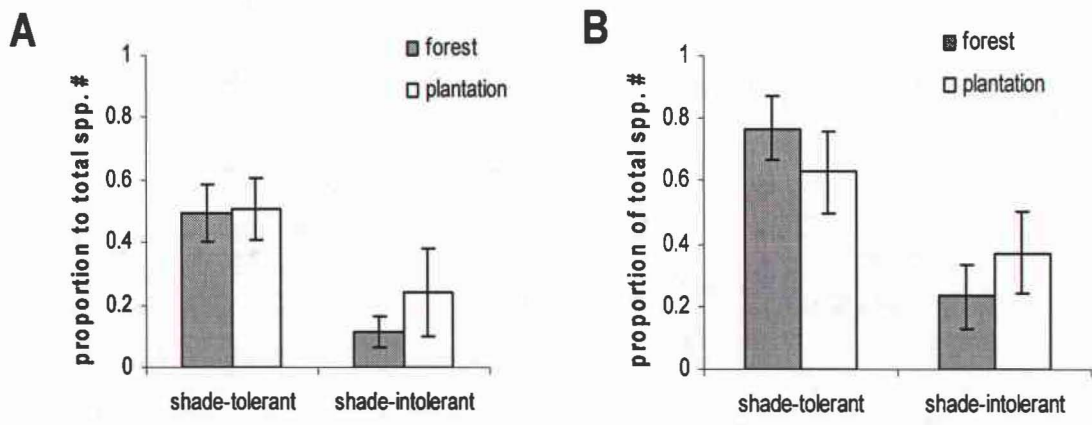 A
forest
plantation
proportion to total spp. #
1
0.8
0.6
0.4
0.2
0
shade-tolerant
shade-intolerant
B
forest
plantation
proportion of total spp. #
1
0.8
0.6
0.4
0.2
0
shade-tolerant
shade-intolerant